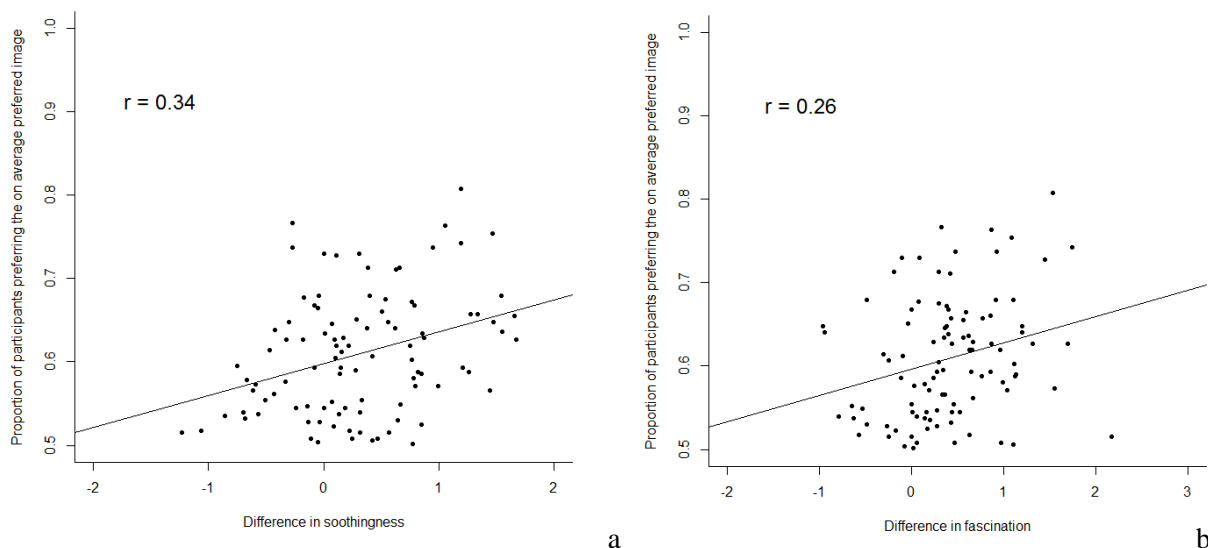 Proportion of participants preferring the on average preferred image
1.0
0.9
0.8
0.7
0.6
0.5
r = 0.34
-2
-1
0
1
2
Difference in soothingness
a
Proportion of participants preferring the on average preferred image
1.0
0.9
0.8
0.7
0.6
0.5
r = 0.26
-2
-1
0
1
2
3
Difference in fascination
b